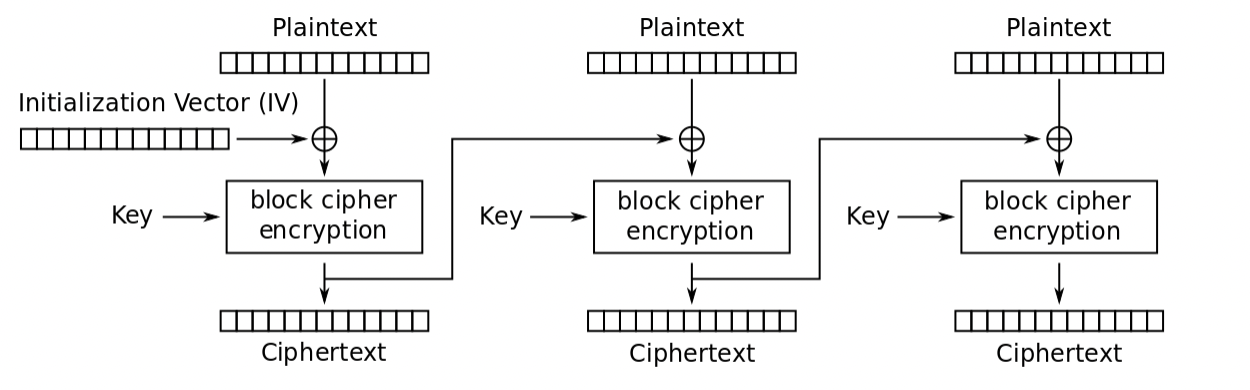 Plaintext
Plaintext
Plaintext
Initialization Vector (IV)
Key
block cipher
encryption
Key
block cipher
encryption
Key
block cipher
encryption
Ciphertext
Ciphertext
Ciphertext